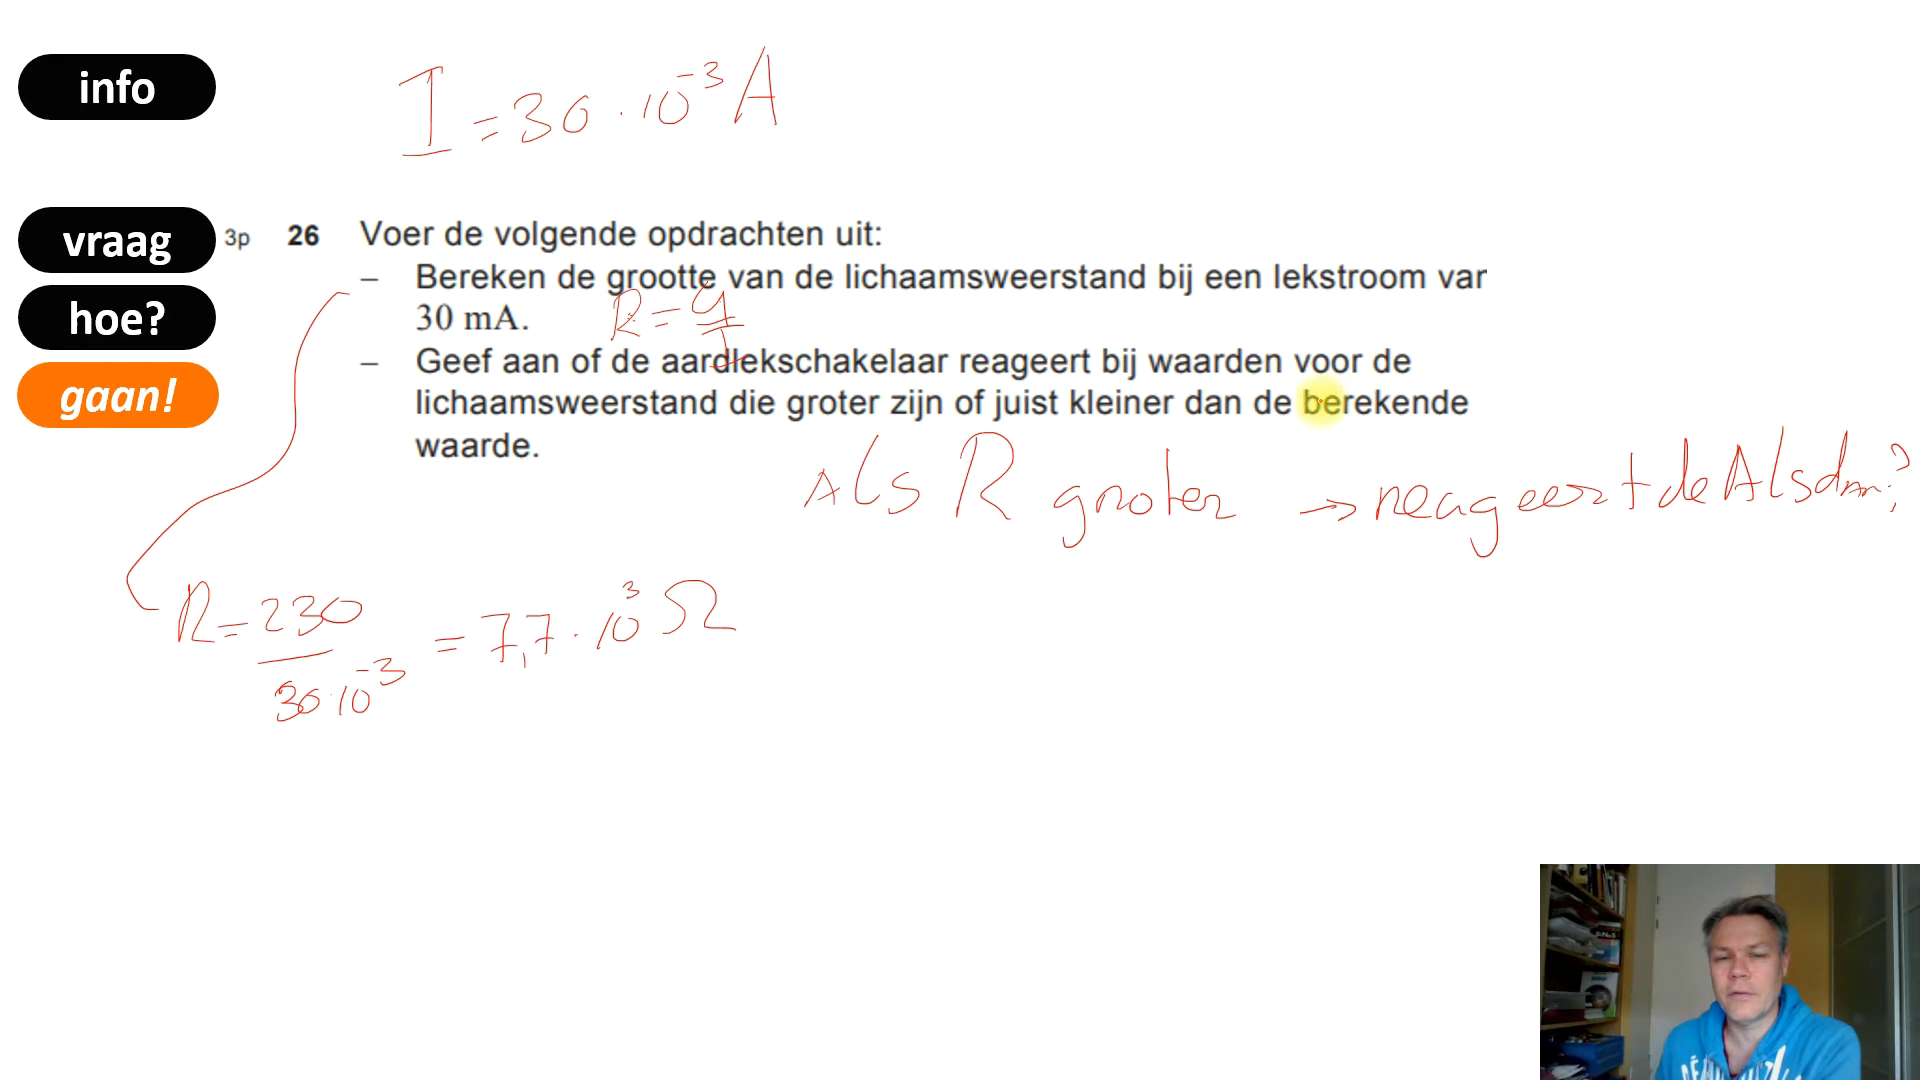 info
I = 30 · 10⁻³ A
vraag
3p 26 Voer de volgende opdrachten uit:
– Bereken de grootte van de lichaamsweerstand bij een lekstroom var
30 mA.
R = U/I
hoe?
– Geef aan of de aardlekschakelaar reageert bij waarden voor de
gaan!
lichaamsweerstand die groter zijn of juist kleiner dan de berekende
waarde.
Als R groter → reageert de Als dan?
R = 230 / 30·10⁻³ = 7,7 · 10³ Ω
BiNaS